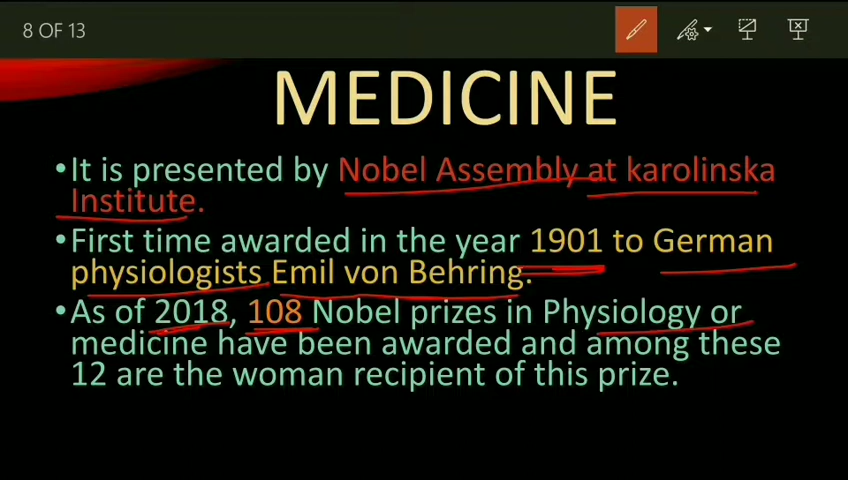 8 OF 13
MEDICINE
•It is presented by Nobel Assembly at karolinska
Institute.
•First time awarded in the year 1901 to German
physiologists Emil von Behring.
•As of 2018, 108 Nobel prizes in Physiology or
medicine have been awarded and among these
12 are the woman recipient of this prize.